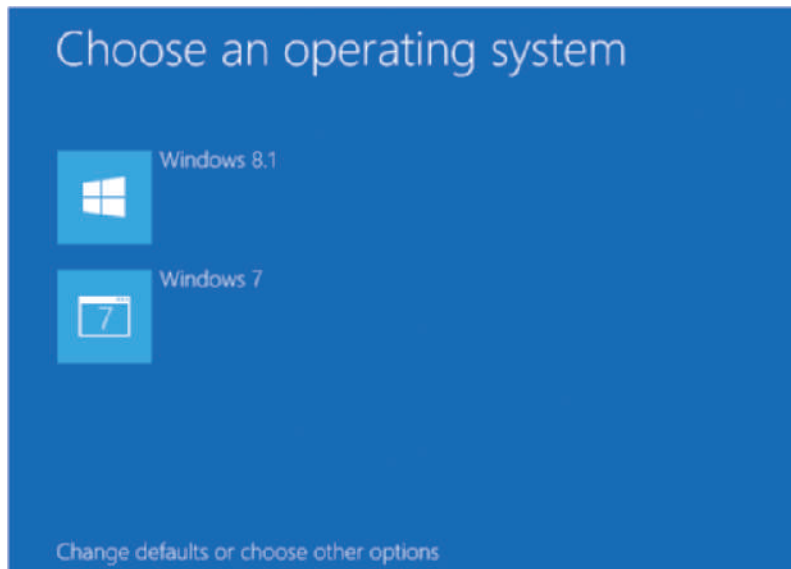 Choose an operating system
Windows 8.1
Windows 7
7
Change defaults or choose other options